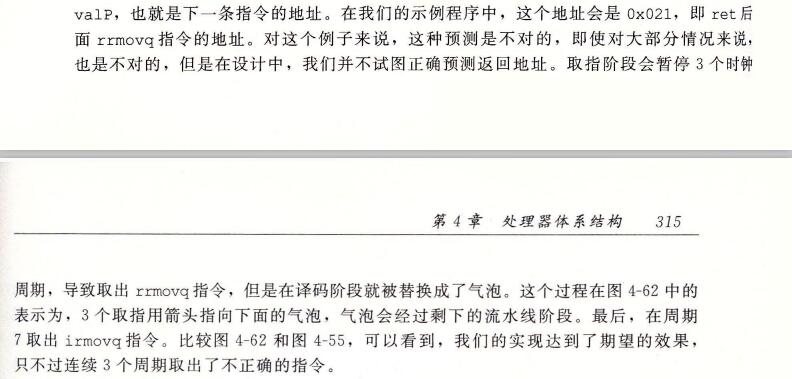 valP，也就是下一条指令的地址。在我们的示例程序中，这个地址会是 0x021，即 ret 后
面 rrmovq 指令的地址。对这个例子来说，这种预测是不对的，即使对大部分情况来说，
也是不对的，但是在设计中，我们并不试图正确预测返回地址。取指阶段会暂停 3 个时钟
第 4 章 处理器体系结构 315
周期，导致取出 rrmovq 指令，但是在译码阶段就被替换成了气泡。这个过程在图 4-62 中的
表示为，3 个取指用箭头指向下面的气泡，气泡会经过剩下的流水线阶段。最后，在周期
7 取出 irmovq 指令。比较图 4-62 和图 4-55，可以看到，我们的实现达到了期望的效果，
只不过连续 3 个周期取出了不正确的指令。